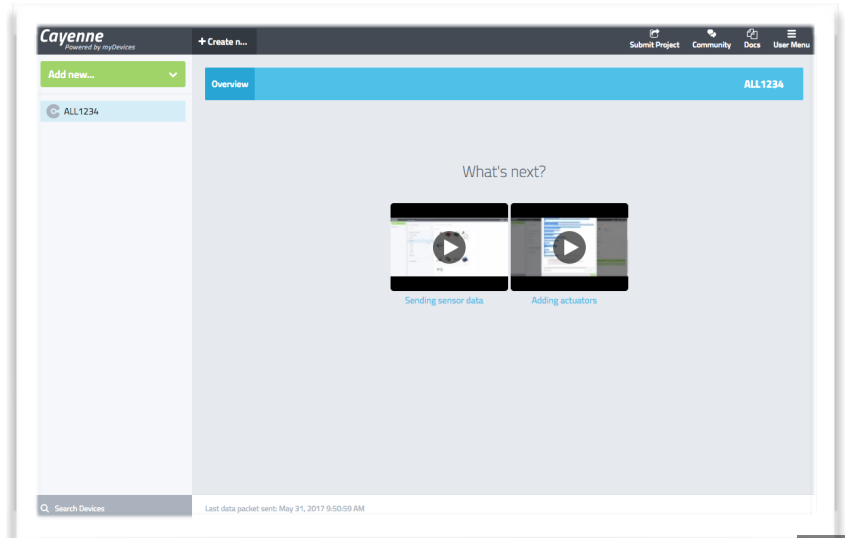 Cayenne
Powered by myDevices
+ Create n...
Submit Project
Community
Docs
User Menu
Add new...
Overview
ALL1234
ALL1234
What's next?
Sending sensor data
Adding actuators
Search Devices
Last data packet sent: May 31, 2017 9:50:59 AM